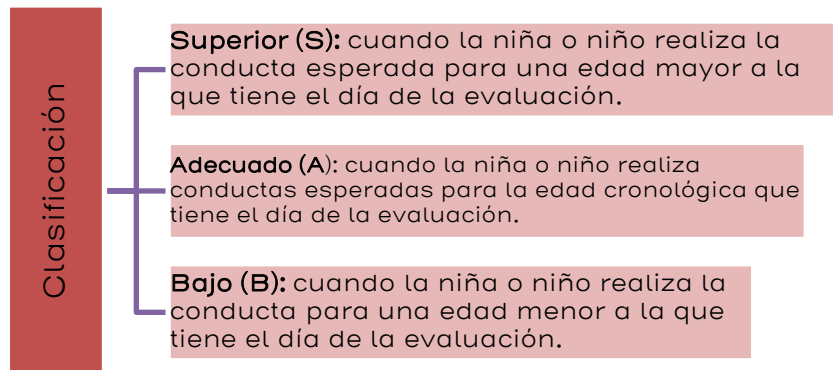 Clasificación
Superior (S): cuando la niña o niño realiza la
conducta esperada para una edad mayor a la
que tiene el día de la evaluación.
Adecuado (A): cuando la niña o niño realiza
conductas esperadas para la edad cronológica que
tiene el día de la evaluación.
Bajo (B): cuando la niña o niño realiza la
conducta para una edad menor a la que
tiene el día de la evaluación.